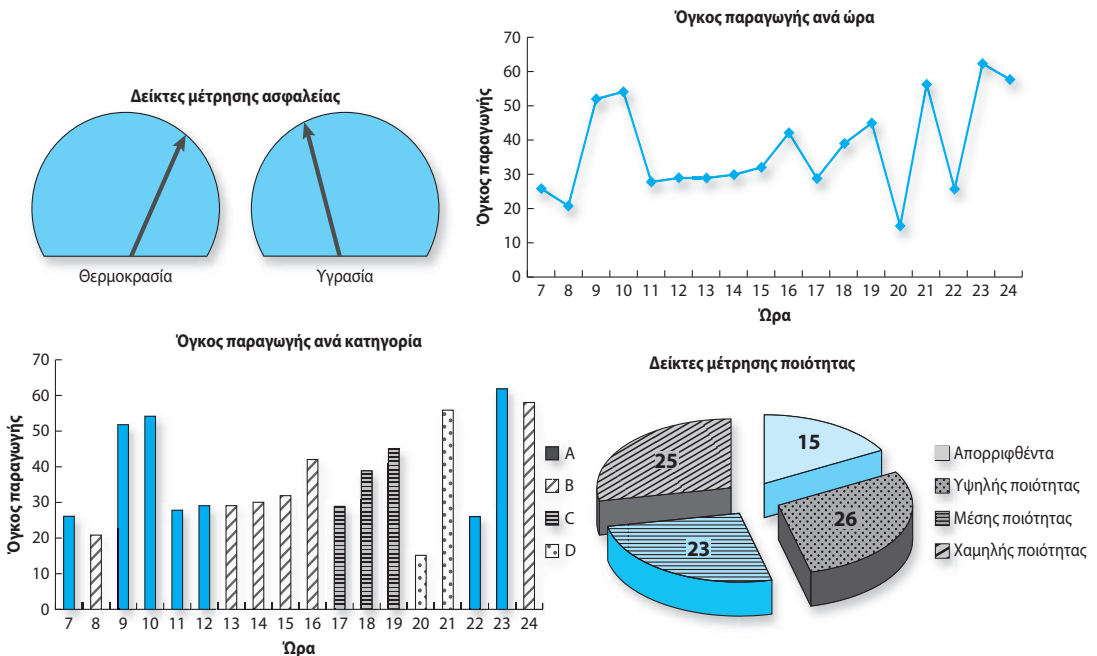 Δείκτες μέτρησης ασφαλείας
Θερμοκρασία
Υγρασία
Όγκος παραγωγής ανά ώρα
Όγκος παραγωγής
70
60
50
40
30
20
10
0
7 8 9 10 11 12 13 14 15 16 17 18 19 20 21 22 23 24
Ώρα
Όγκος παραγωγής ανά κατηγορία
Όγκος παραγωγής
70
60
50
40
30
20
10
0
7 8 9 10 11 12 13 14 15 16 17 18 19 20 21 22 23 24
Ώρα
A
B
C
D
Δείκτες μέτρησης ποιότητας
15
25
26
23
Απορριφθέντα
Υψηλής ποιότητας
Μέσης ποιότητας
Χαμηλής ποιότητας